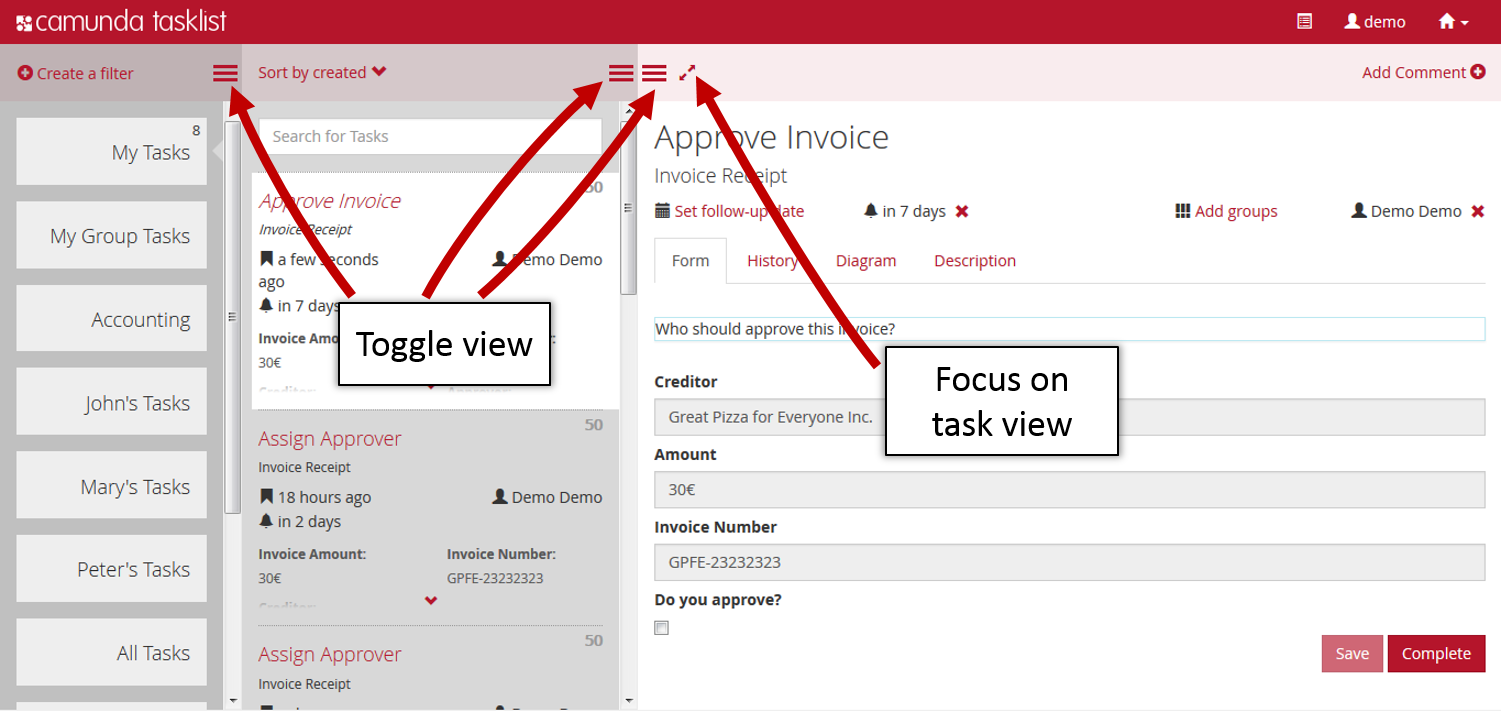 camunda tasklist
demo
Create a filter
Sort by created
Add Comment
8
My Tasks
My Group Tasks
Accounting
John's Tasks
Mary's Tasks
Peter's Tasks
All Tasks
Search for Tasks
50
Approve Invoice
Invoice Receipt
a few seconds
ago
Demo Demo
in 7 days
Invoice
30€
Toggle view
50
Assign Approver
Invoice Receipt
18 hours ago
Demo Demo
in 2 days
Invoice Amount:
Invoice Number:
30€
GPFE-23232323
50
Assign Approver
Invoice Receipt
Approve Invoice
Invoice Receipt
Set follow-up date
in 7 days
Add groups
Demo Demo
Form
History
Diagram
Description
Who should approve this invoice?
Focus on
task view
Creditor
Great Pizza for Everyone Inc.
Amount
30€
Invoice Number
GPFE-23232323
Do you approve?
Save
Complete